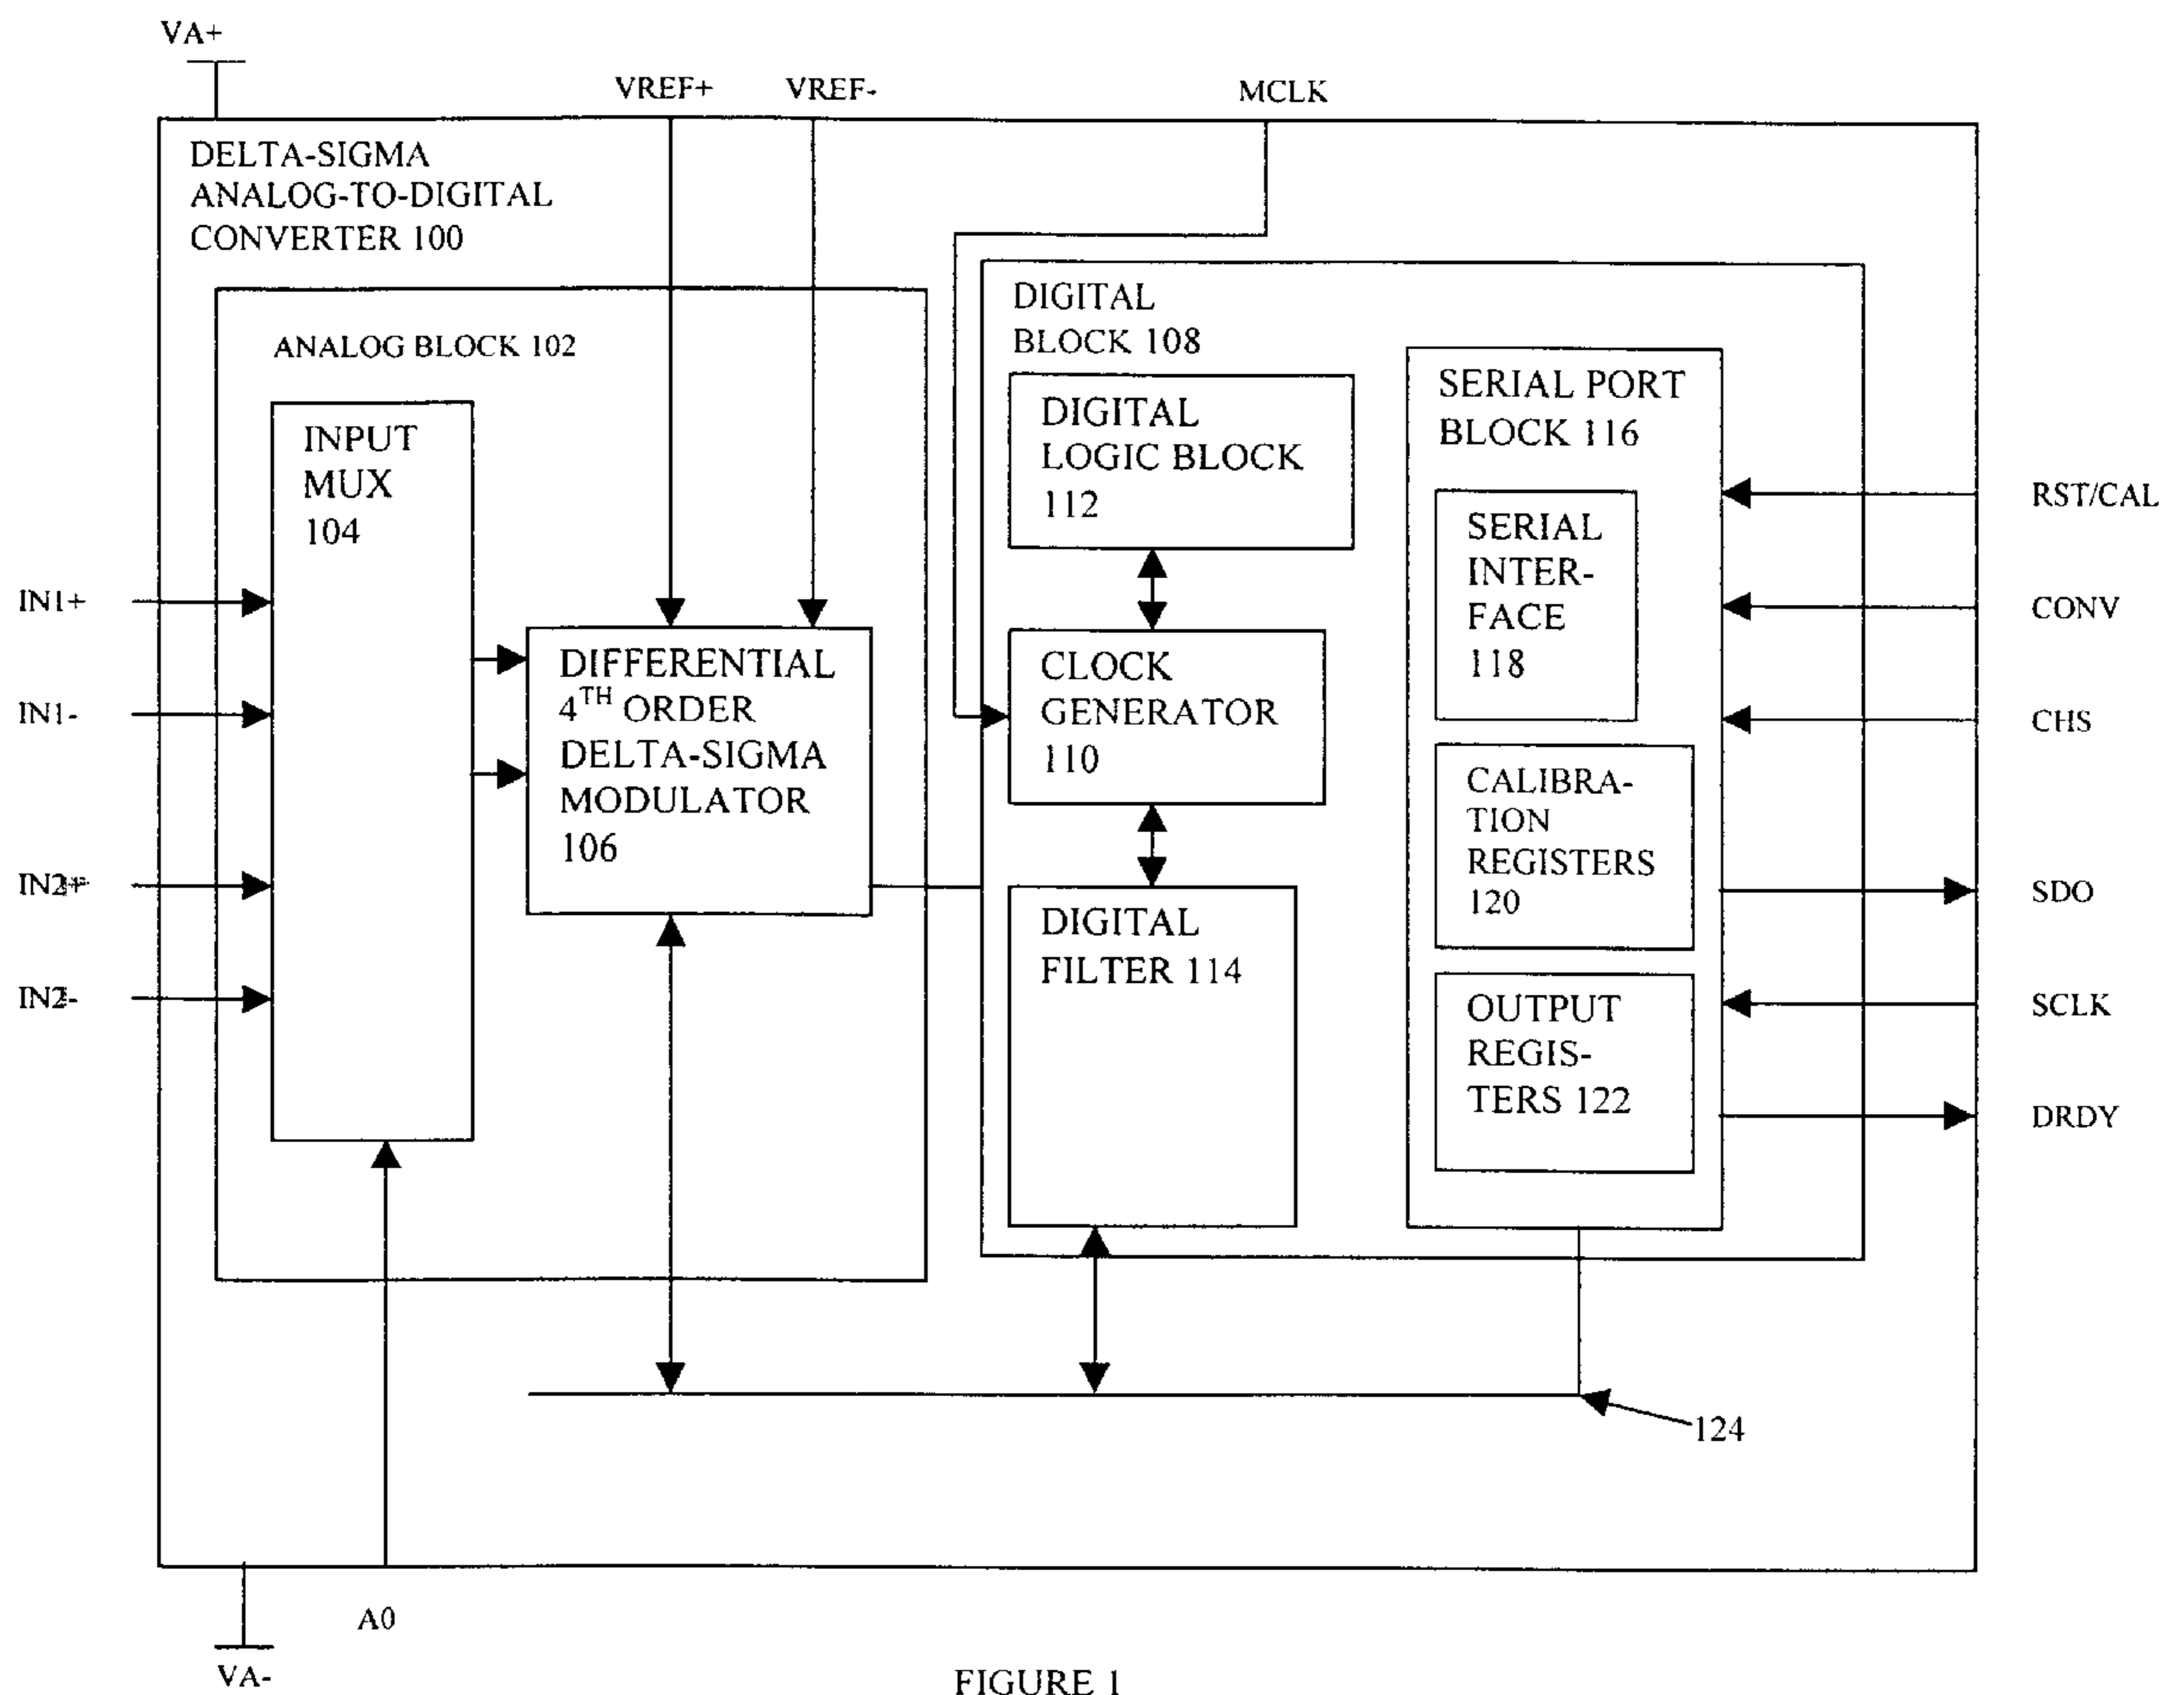 VA+
VREF+
VREF-
MCLK
DELTA-SIGMA
ANALOG-TO-DIGITAL
CONVERTER 100
ANALOG BLOCK 102
INPUT
MUX
104
IN1+
IN1-
IN2+
IN2-
DIFFERENTIAL
4TH ORDER
DELTA-SIGMA
MODULATOR
106
DIGITAL
BLOCK 108
DIGITAL
LOGIC BLOCK
112
CLOCK
GENERATOR
110
DIGITAL
FILTER 114
SERIAL PORT
BLOCK 116
SERIAL
INTER-
FACE
118
CALIBRA-
TION
REGISTERS
120
OUTPUT
REGIS-
TERS 122
RST/CAL
CONV
CHS
SDO
SCLK
DRDY
124
A0
VA-
FIGURE 1